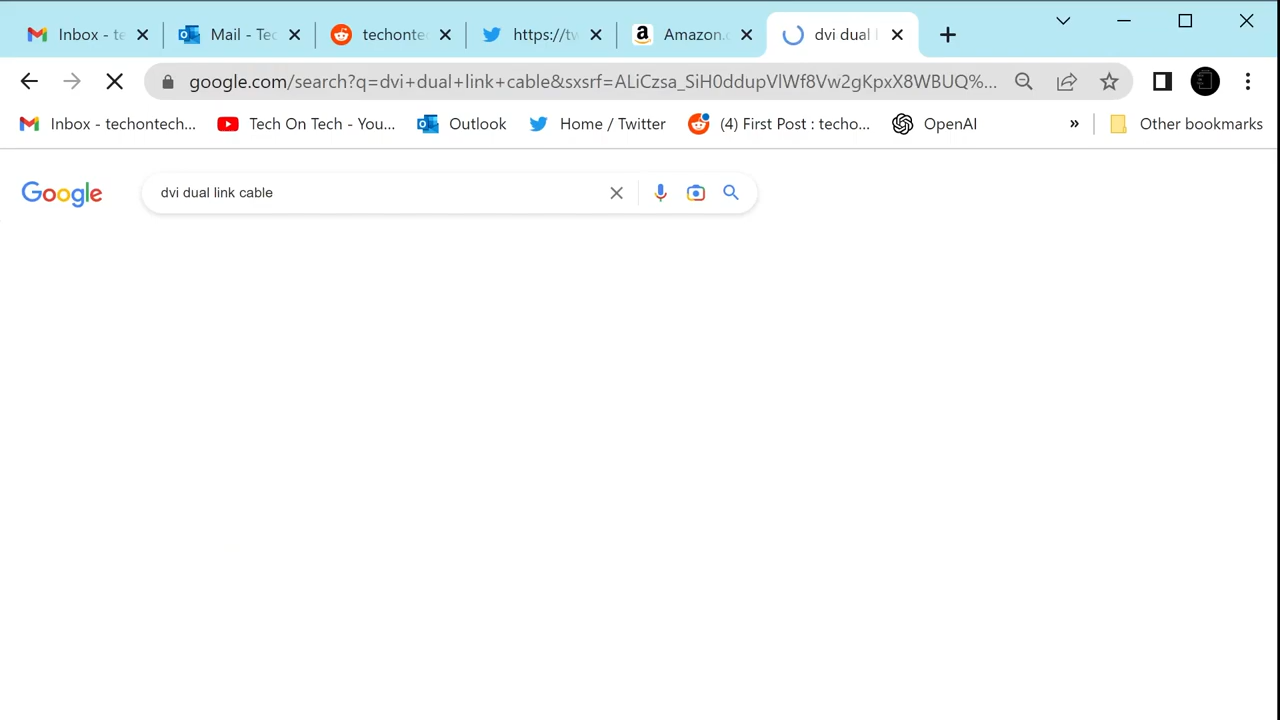 Inbox - te
Mail - Tec
techonte
https://tw
Amazon.c
dvi dual l
google.com/search?q=dvi+dual+link+cable&sxsrf=ALiCzsa_SiH0ddupVlWf8Vw2gKpxX8WBUQ%...
Inbox - techontech...
Tech On Tech - You...
Outlook
Home / Twitter
(4) First Post : techo...
OpenAI
»
Other bookmarks
Google
dvi dual link cable